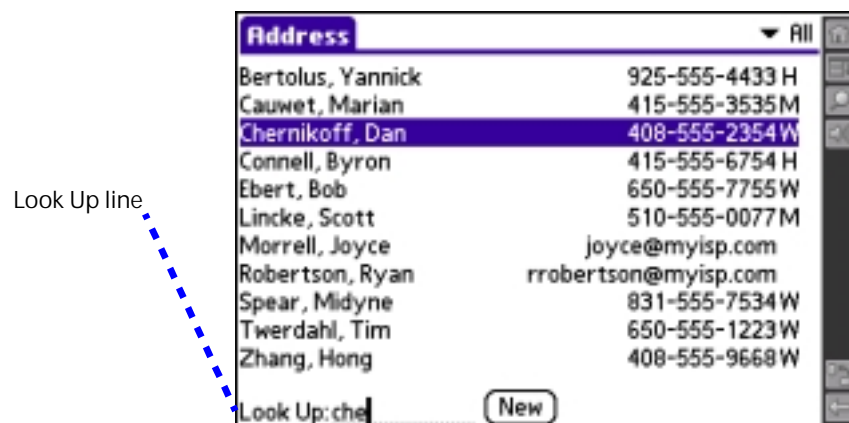 Address
All
Bertolus, Yannick 925-555-4433 H
Cauwet, Marian 415-555-3535 M
Chernikoff, Dan 408-555-2354 W
Connell, Byron 415-555-6754 H
Ebert, Bob 650-555-7755 W
Lincke, Scott 510-555-0077 M
Morrell, Joyce joyce@myisp.com
Robertson, Ryan rrobertson@myisp.com
Spear, Midyne 831-555-7534 W
Twerdahl, Tim 650-555-1223 W
Zhang, Hong 408-555-9668 W
Look Up: che
New
Look Up line